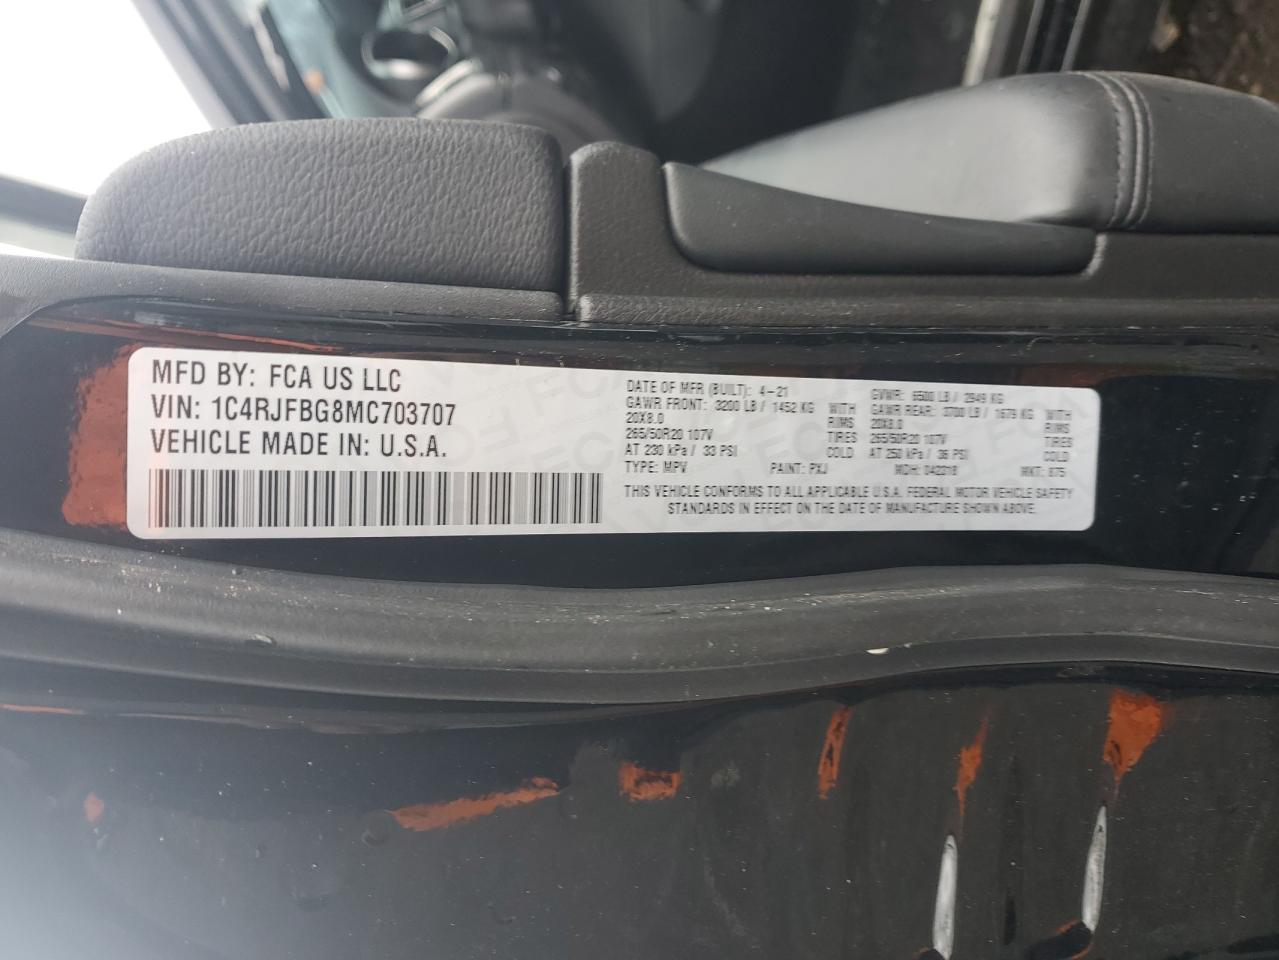 MFD BY: FCA US LLC
VIN: 1C4RJFBG8MC703707
VEHICLE MADE IN: U.S.A.
DATE OF MFR (BUILT): 4-21 GVWR: 6500 LB / 2949 KG
GAWR FRONT: 3200 LB / 1452 KG WITH GAWR REAR: 3700 LB / 1679 KG WITH
20X8.0 RIMS 20X8.0 RIMS
265/50R20 107V TIRES 265/50R20 107V TIRES
AT 230 kPa / 33 PSI COLD AT 250 kPa / 36 PSI COLD
TYPE: MPV PAINT: PXJ MDH: 042318 MKT: 875
THIS VEHICLE CONFORMS TO ALL APPLICABLE U.S.A. FEDERAL MOTOR VEHICLE SAFETY
STANDARDS IN EFFECT ON THE DATE OF MANUFACTURE SHOWN ABOVE.